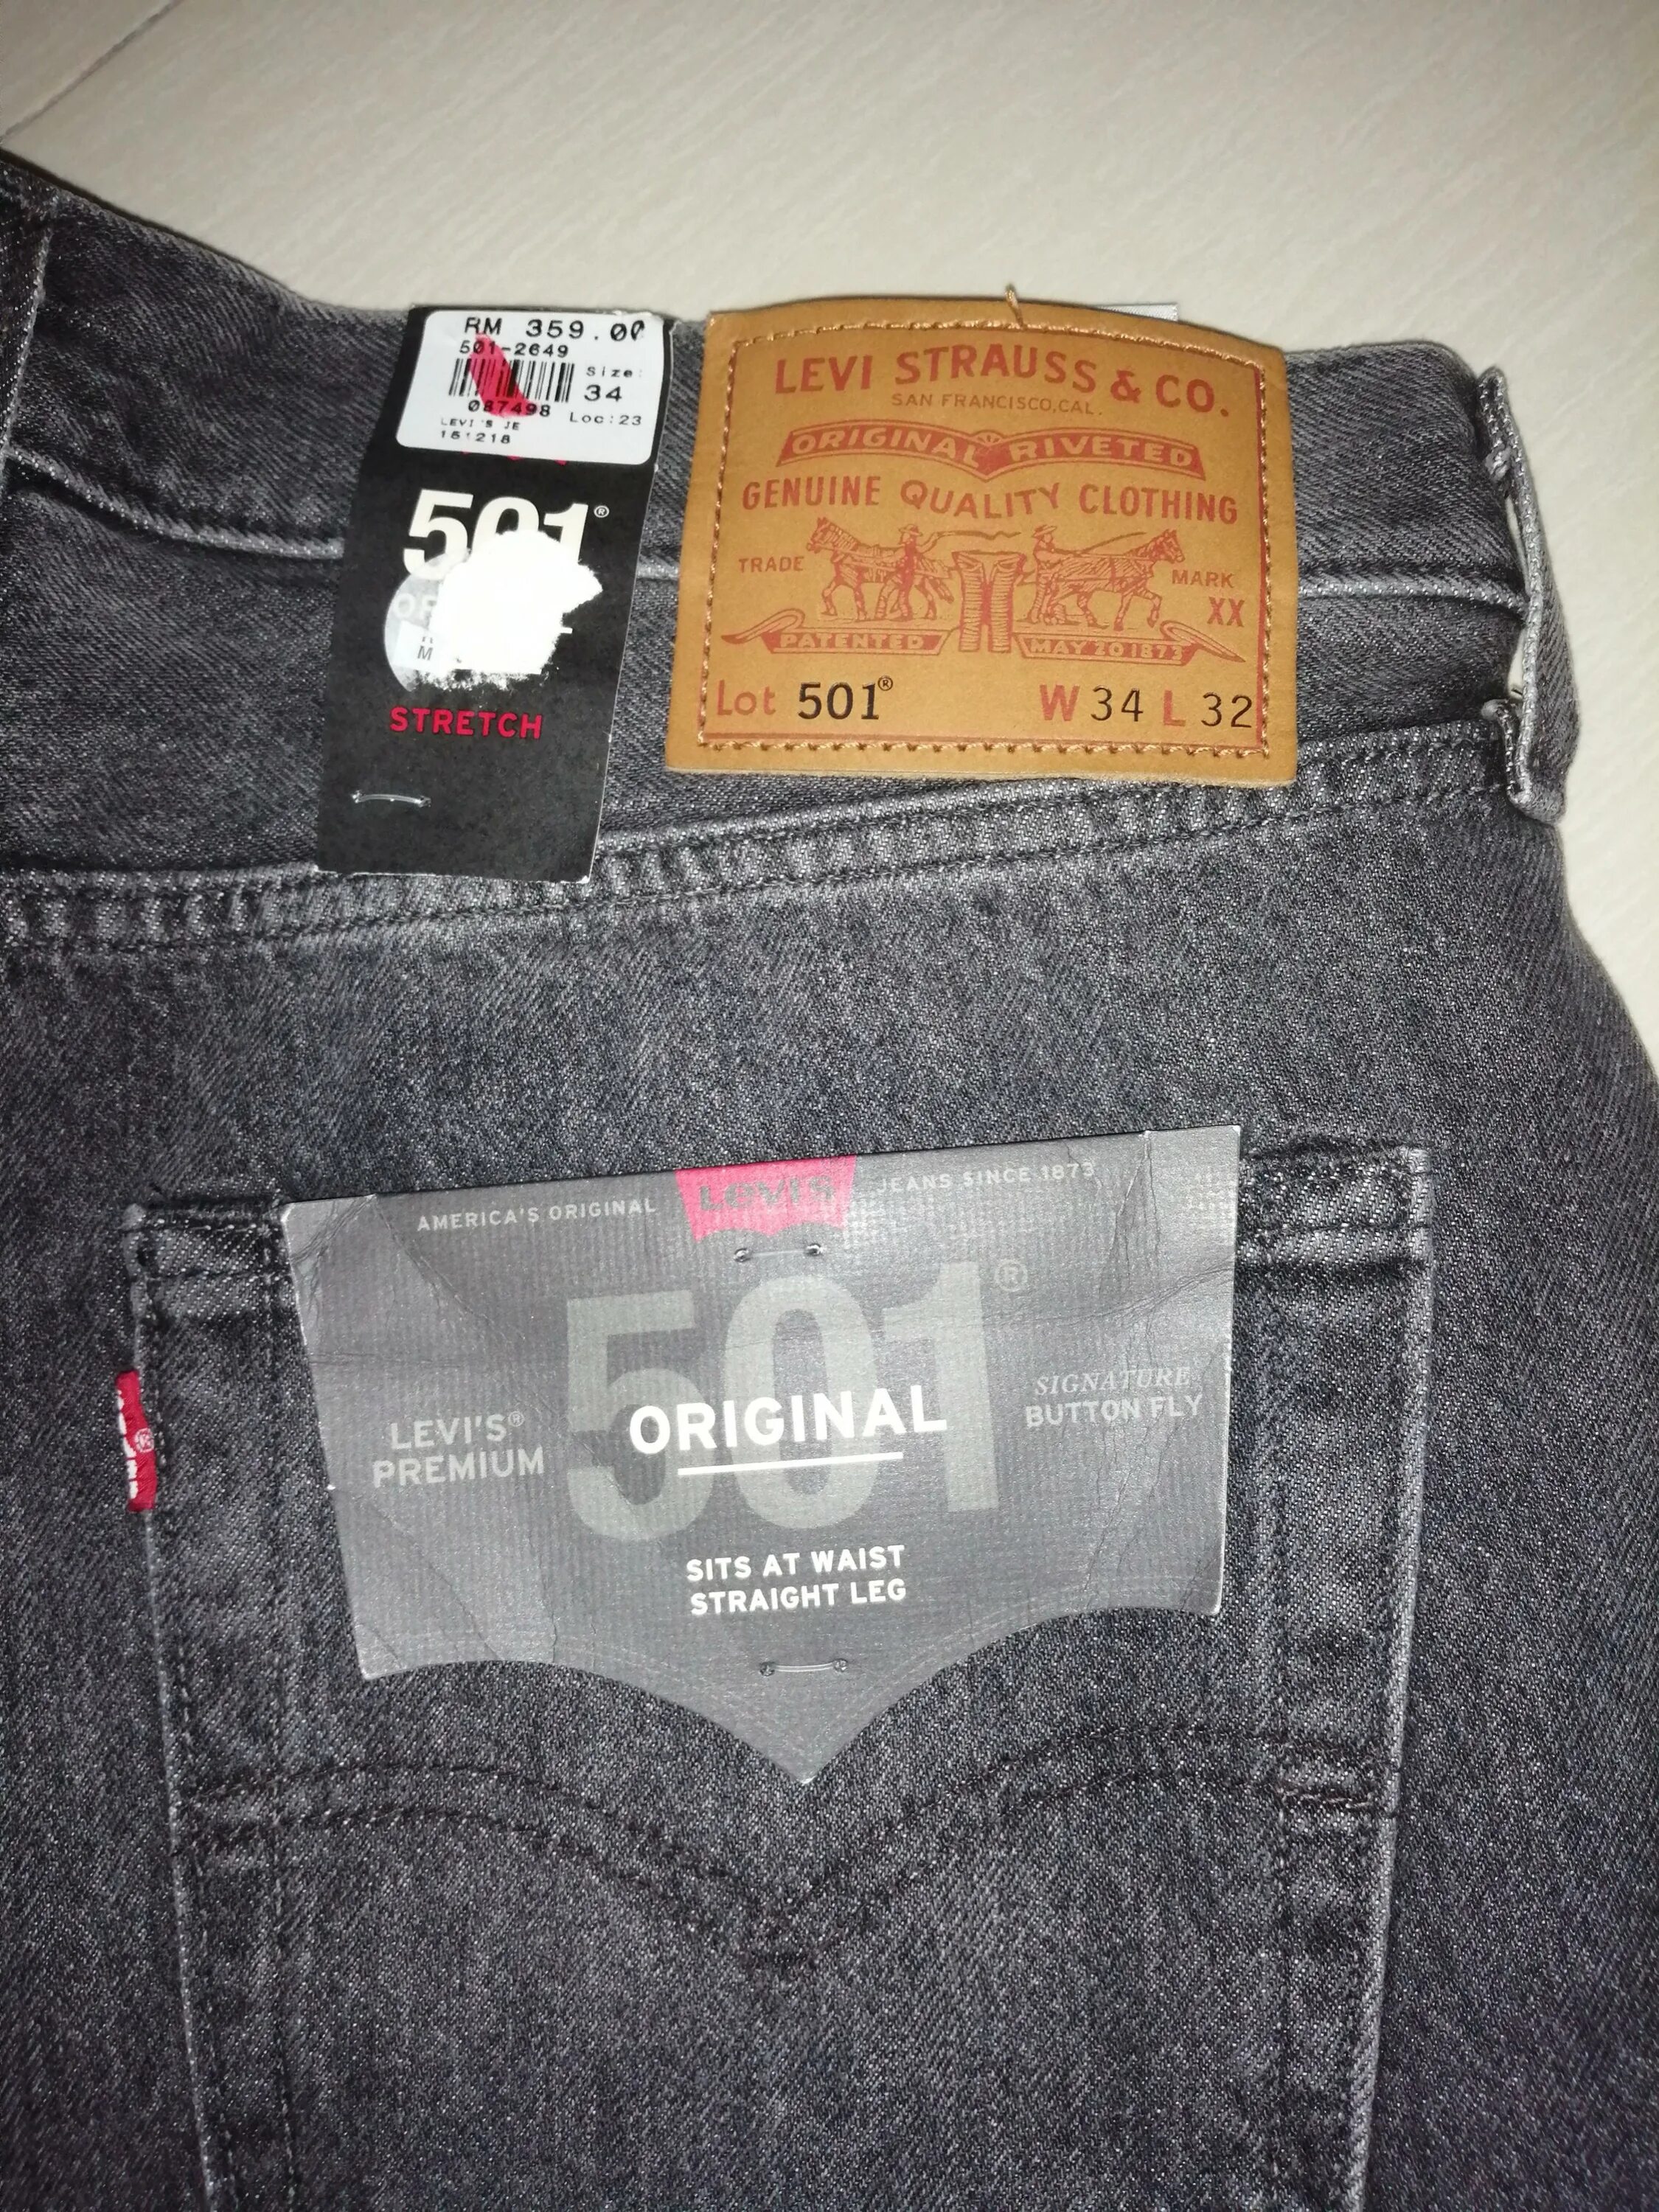 RM 359.00
501-2649
Size:
34
087498
Loc:23
LEVI'S JE
161218
501®
STRETCH
LEVI STRAUSS & CO.
SAN FRANCISCO,CAL.
ORIGINAL RIVETED
GENUINE QUALITY CLOTHING
TRADE MARK
XX
PATENTED MAY 20 1873
Lot 501® W 34 L 32
AMERICA'S ORIGINAL LEVI'S JEANS SINCE 1873
501®
LEVI'S®
PREMIUM
ORIGINAL
SIGNATURE
BUTTON FLY
SITS AT WAIST
STRAIGHT LEG